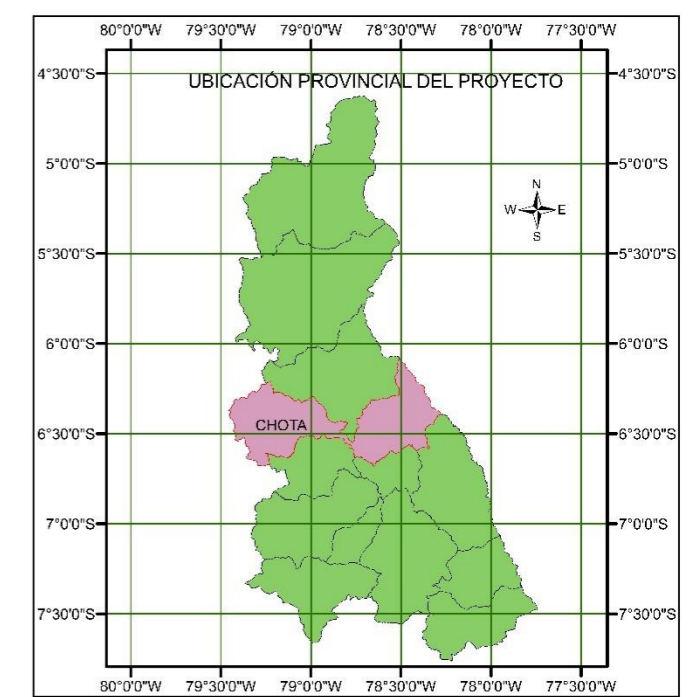 80°0'0"W 79°30'0"W 79°0'0"W 78°30'0"W 78°0'0"W 77°30'0"W
4°30'0"S 4°30'0"S
UBICACIÓN PROVINCIAL DEL PROYECTO
5°0'0"S 5°0'0"S
N
W E
S
5°30'0"S 5°30'0"S
6°0'0"S 6°0'0"S
CHOTA
6°30'0"S 6°30'0"S
7°0'0"S 7°0'0"S
7°30'0"S 7°30'0"S
80°0'0"W 79°30'0"W 79°0'0"W 78°30'0"W 78°0'0"W 77°30'0"W